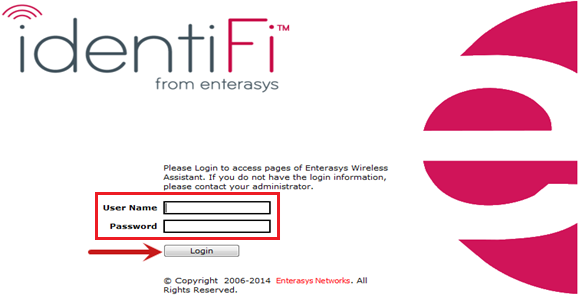 identiFi™
from enterasys
Please Login to access pages of Enterasys Wireless
Assistant. If you do not have the login information,
please contact your administrator.
User Name
Password
Login
© Copyright 2006-2014 Enterasys Networks. All
Rights Reserved.